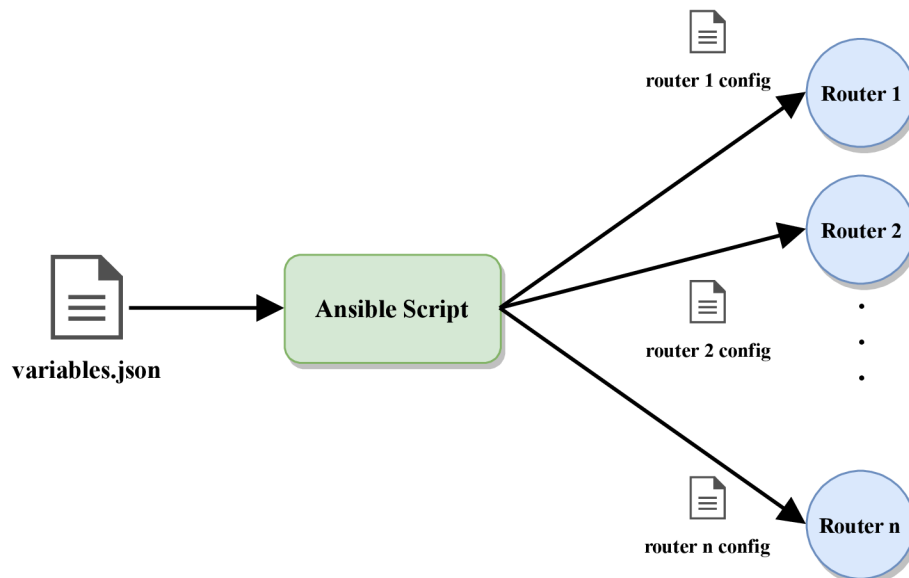 router 1 config
Router 1
Router 2
Ansible Script
variables.json
router 2 config
router n config
Router n